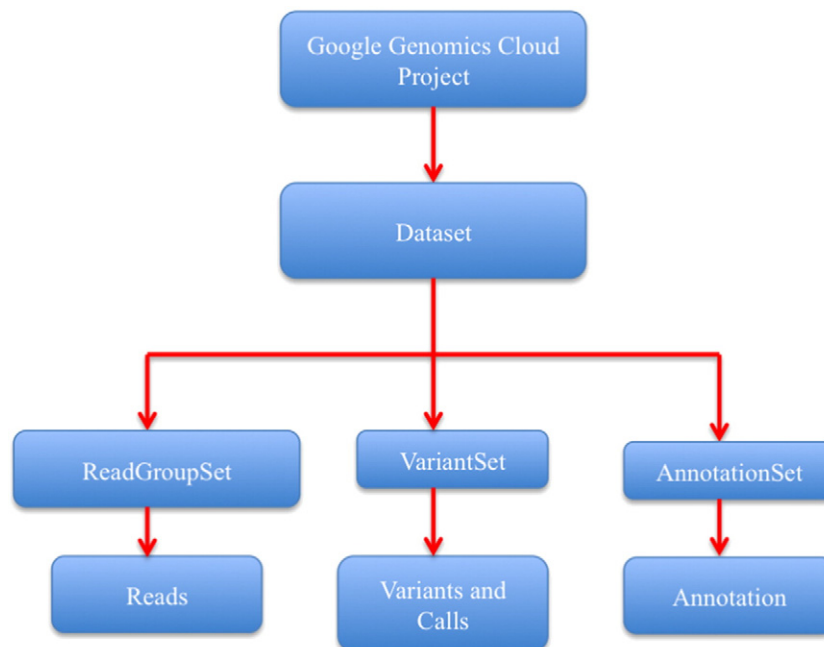 Google Genomics Cloud
Project
Dataset
ReadGroupSet
VariantSet
AnnotationSet
Reads
Variants and
Calls
Annotation